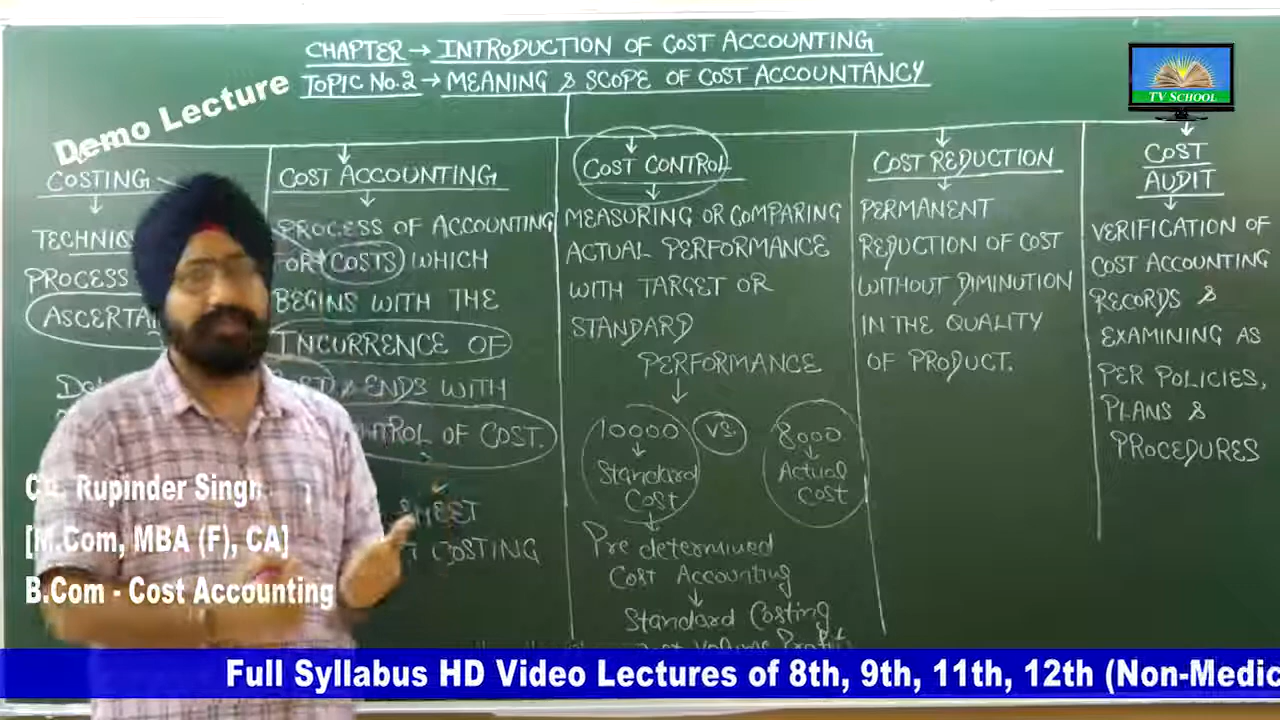 CHAPTER → INTRODUCTION OF COST ACCOUNTING
TOPIC No.2 → MEANING & SCOPE OF COST ACCOUNTANCY
TV SCHOOL
Demo Lecture
COSTING
PROCESS
COST ACCOUNTING
PROCESS OF ACCOUNTING
FOR COSTS WHICH
BEGINS WITH THE
INCURRENCE OF
& ENDS WITH
OF COST.
SHEET
COSTING
COST CONTROL
MEASURING OR COMPARING
ACTUAL PERFORMANCE
WITH TARGET OR
STANDARD
PERFORMANCE
10000 VS. 8000
Standard Actual
Cost Cost
Pre determined
Cost Accounting
Standard Costing
COST REDUCTION
PERMANENT
REDUCTION OF COST
WITHOUT DIMINUTION
IN THE QUALITY
OF PRODUCT.
COST
AUDIT
VERIFICATION OF
COST ACCOUNTING
RECORDS &
EXAMINING AS
PER POLICIES,
PLANS &
PROCEDURES
Rupinder Singh
[M.Com, MBA (F), CA]
B.Com - Cost Accounting
Full Syllabus HD Video Lectures of 8th, 9th, 11th, 12th (Non-Medic